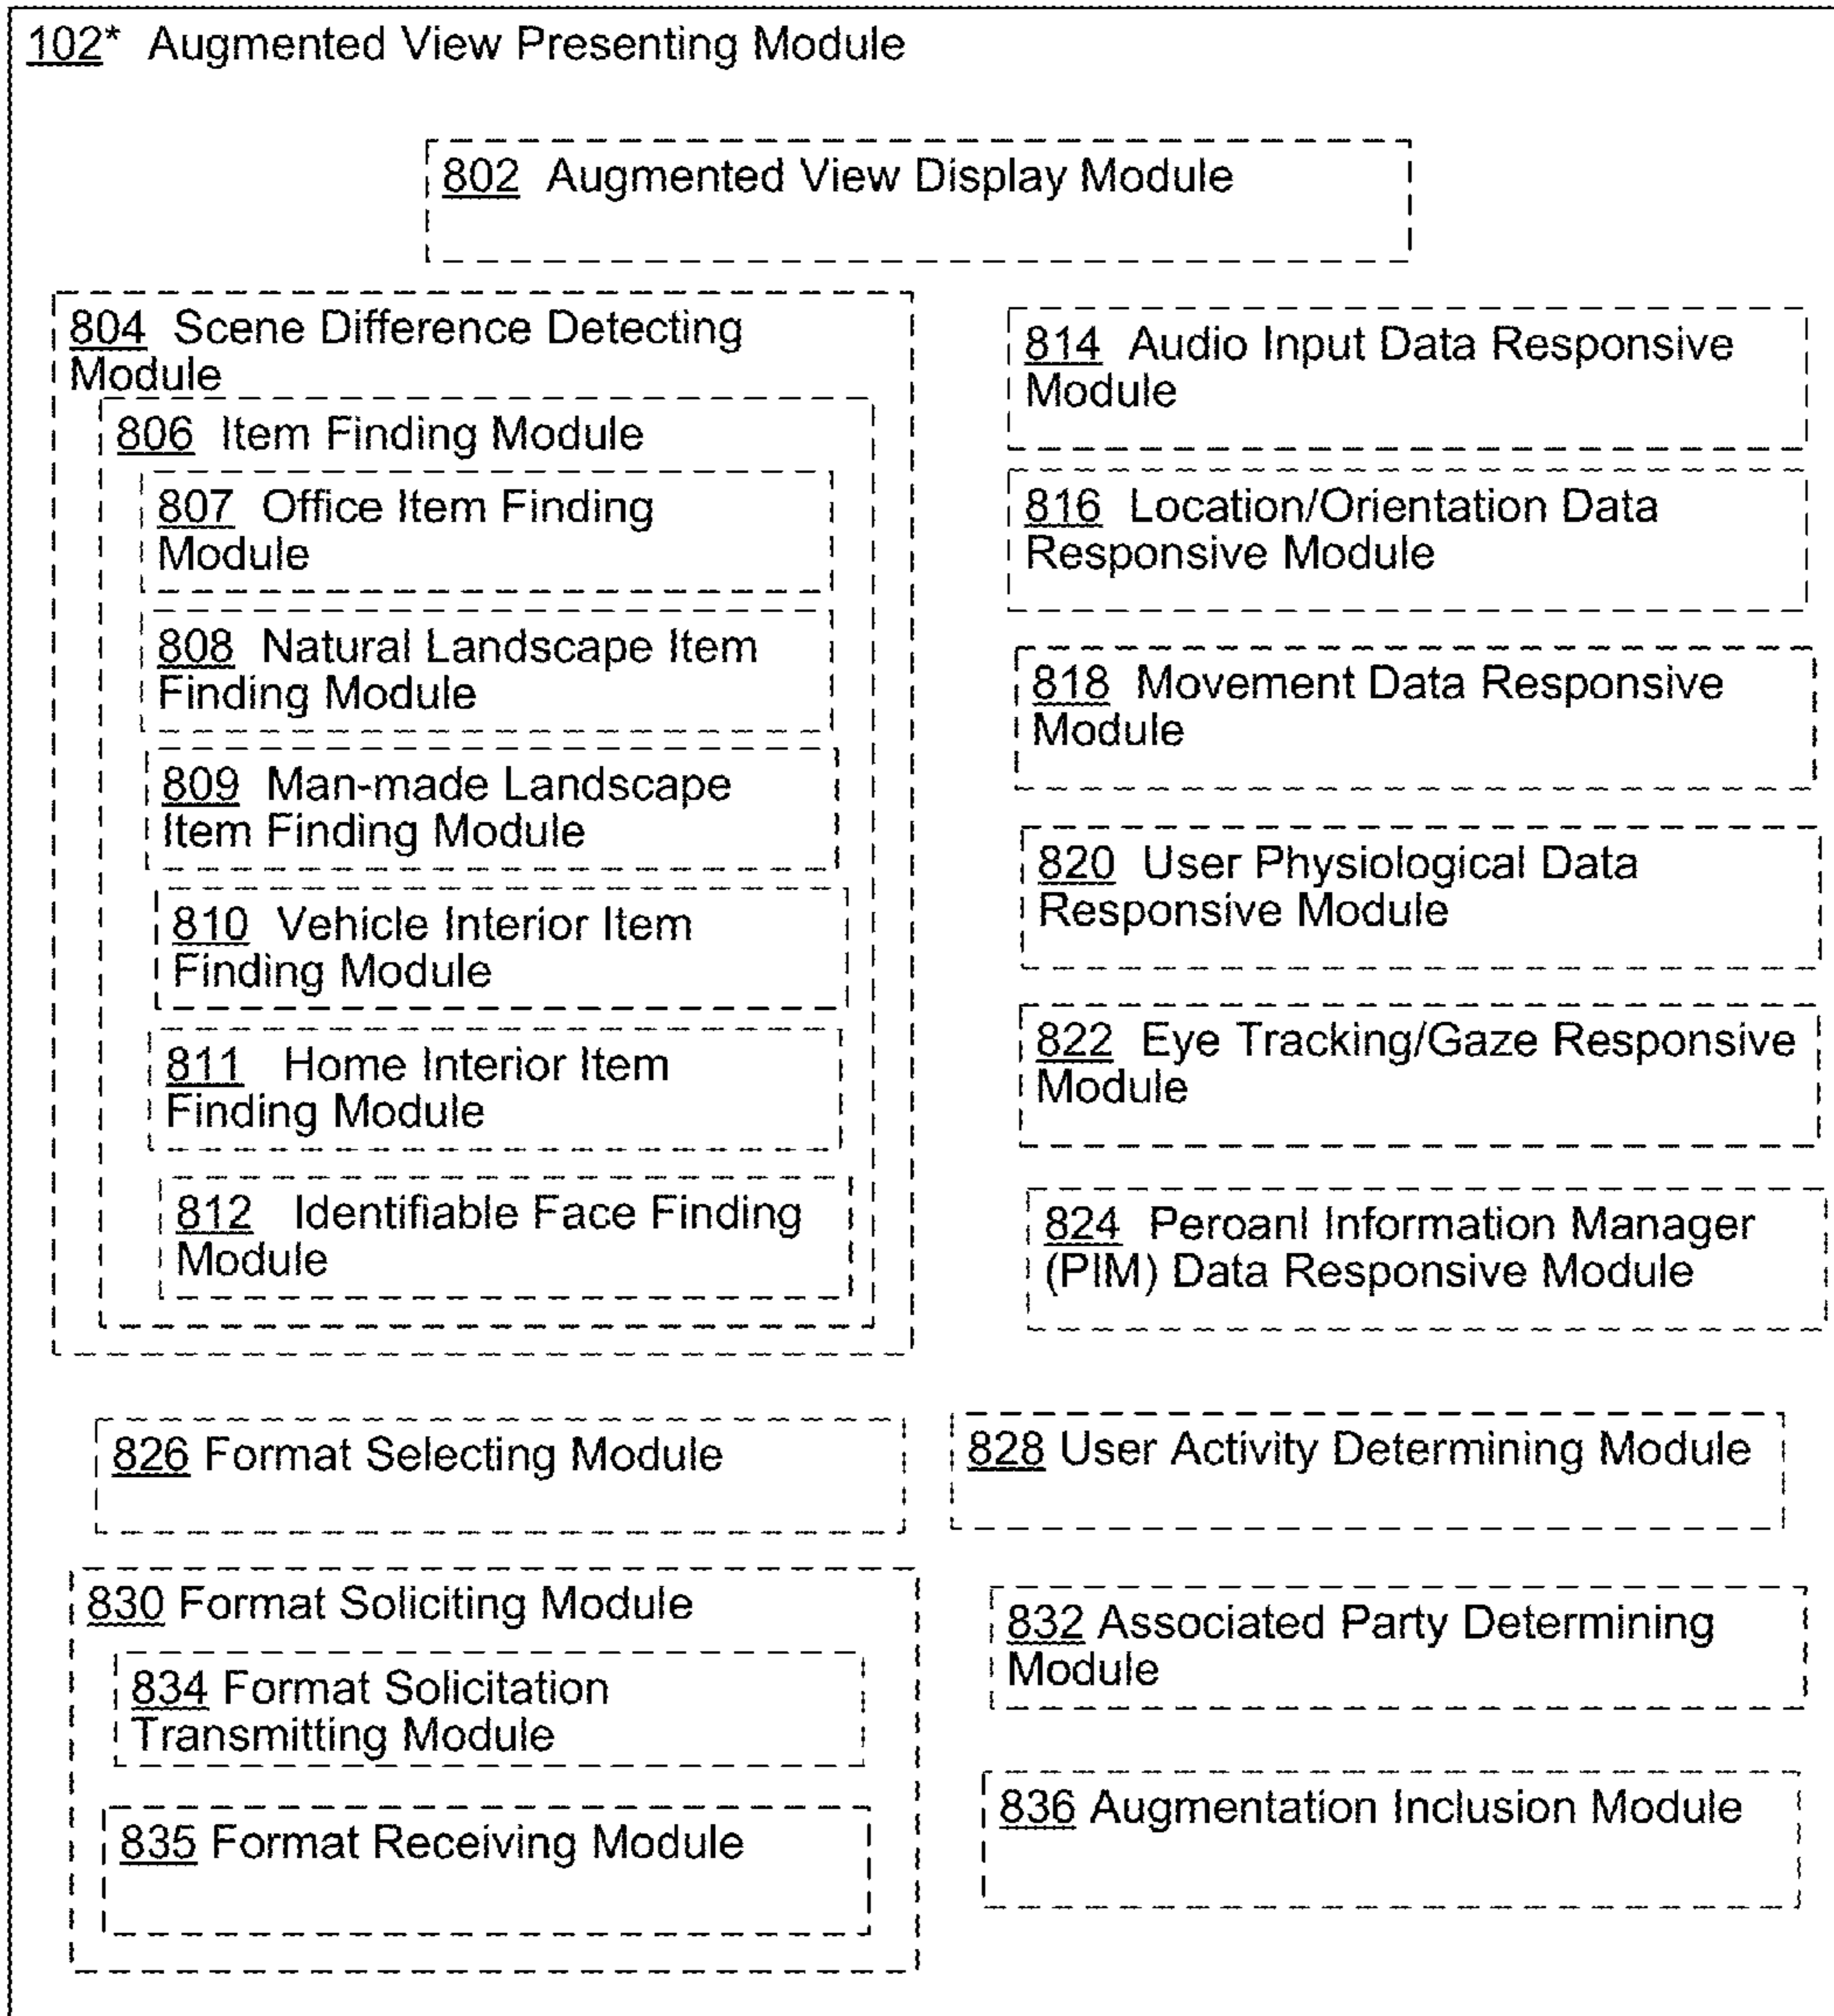 102* Augmented View Presenting Module
802 Augmented View Display Module
804 Scene Difference Detecting
Module
806 Item Finding Module
807 Office Item Finding
Module
808 Natural Landscape Item
Finding Module
809 Man-made Landscape
Item Finding Module
810 Vehicle Interior Item
Finding Module
811 Home Interior Item
Finding Module
812 Identifiable Face Finding
Module
814 Audio Input Data Responsive
Module
816 Location/Orientation Data
Responsive Module
818 Movement Data Responsive
Module
820 User Physiological Data
Responsive Module
822 Eye Tracking/Gaze Responsive
Module
824 Peroanl Information Manager
(PIM) Data Responsive Module
826 Format Selecting Module
828 User Activity Determining Module
830 Format Soliciting Module
834 Format Solicitation
Transmitting Module
835 Format Receiving Module
832 Associated Party Determining
Module
836 Augmentation Inclusion Module